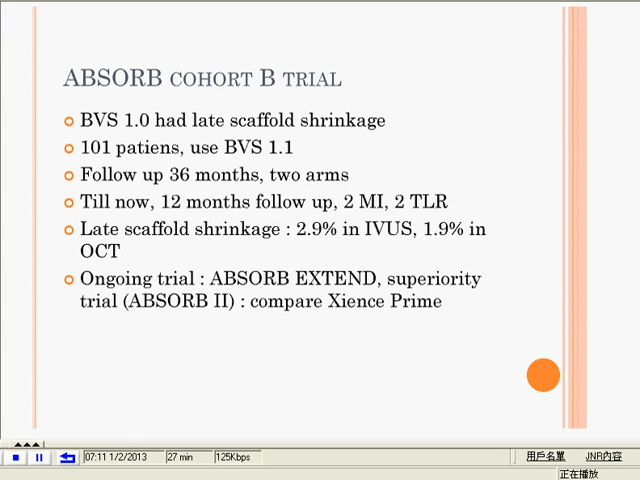 ABSORB COHORT B TRIAL
BVS 1.0 had late scaffold shrinkage
101 patiens, use BVS 1.1
Follow up 36 months, two arms
Till now, 12 months follow up, 2 MI, 2 TLR
Late scaffold shrinkage : 2.9% in IVUS, 1.9% in
OCT
Ongoing trial : ABSORB EXTEND, superiority
trial (ABSORB II) : compare Xience Prime
07:11 1/2/2013 27 min 125Kbps 用戶名單 JNR內容
正在播放